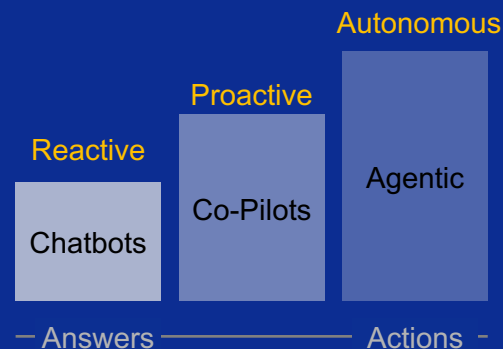 Autonomous
Proactive
Reactive
Agentic
Co-Pilots
Chatbots
Answers
Actions